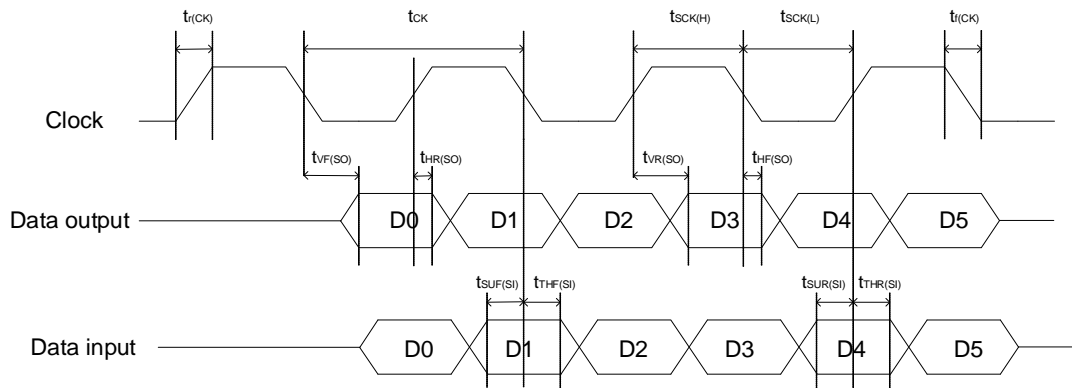 tr(CK) tCK tSCK(H) tSCK(L) tf(CK)
Clock
tVF(SO) tHR(SO) tVR(SO) tHF(SO)
Data output D0 D1 D2 D3 D4 D5
tSUF(SI) tTHF(SI) tSUR(SI) tTHR(SI)
Data input D0 D1 D2 D3 D4 D5